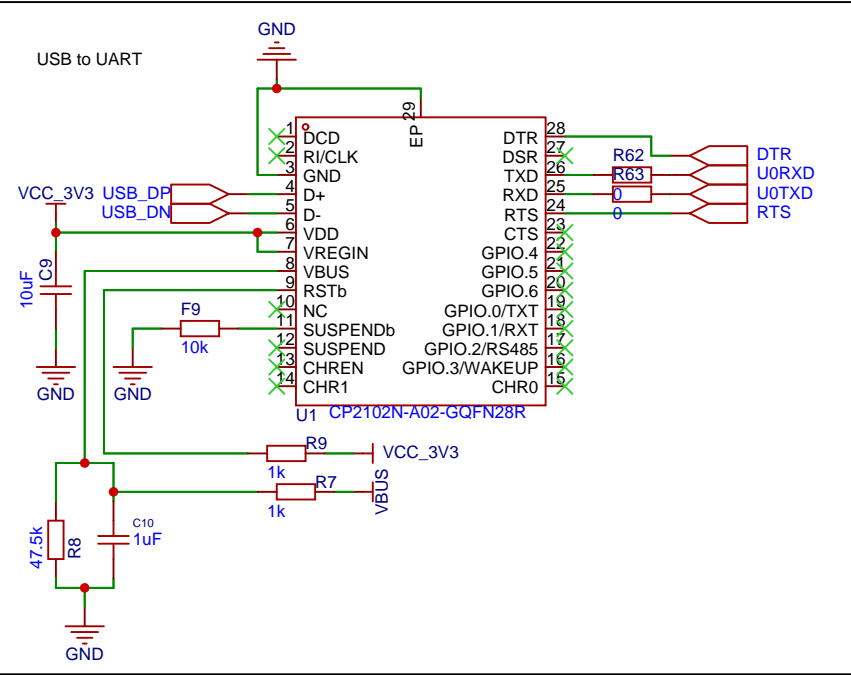 GND
USB to UART
EP 29
1 DCD
2 RI/CLK
3 GND
4 D+
5 D-
6 VDD
7 VREGIN
8 VBUS
9 RSTb
10 NC
11 SUSPENDb
12 SUSPEND
13 CHREN
14 CHR1
DTR 28
DSR 27
TXD 26
RXD 25
RTS 24
CTS 23
GPIO.4 22
GPIO.5 21
GPIO.6 20
GPIO.0/TXT 19
GPIO.1/RXT 18
GPIO.2/RS485 17
GPIO.3/WAKEUP 16
CHR0 15
R62
R63
0
0
DTR
U0RXD
U0TXD
RTS
VCC_3V3
USB_DP
USB_DN
C9
10uF
GND
F9
10k
GND
U1 CP2102N-A02-GQFN28R
R9
1k
VCC_3V3
R7
1k
VBUS
47.5k
R8
C10
1uF
GND